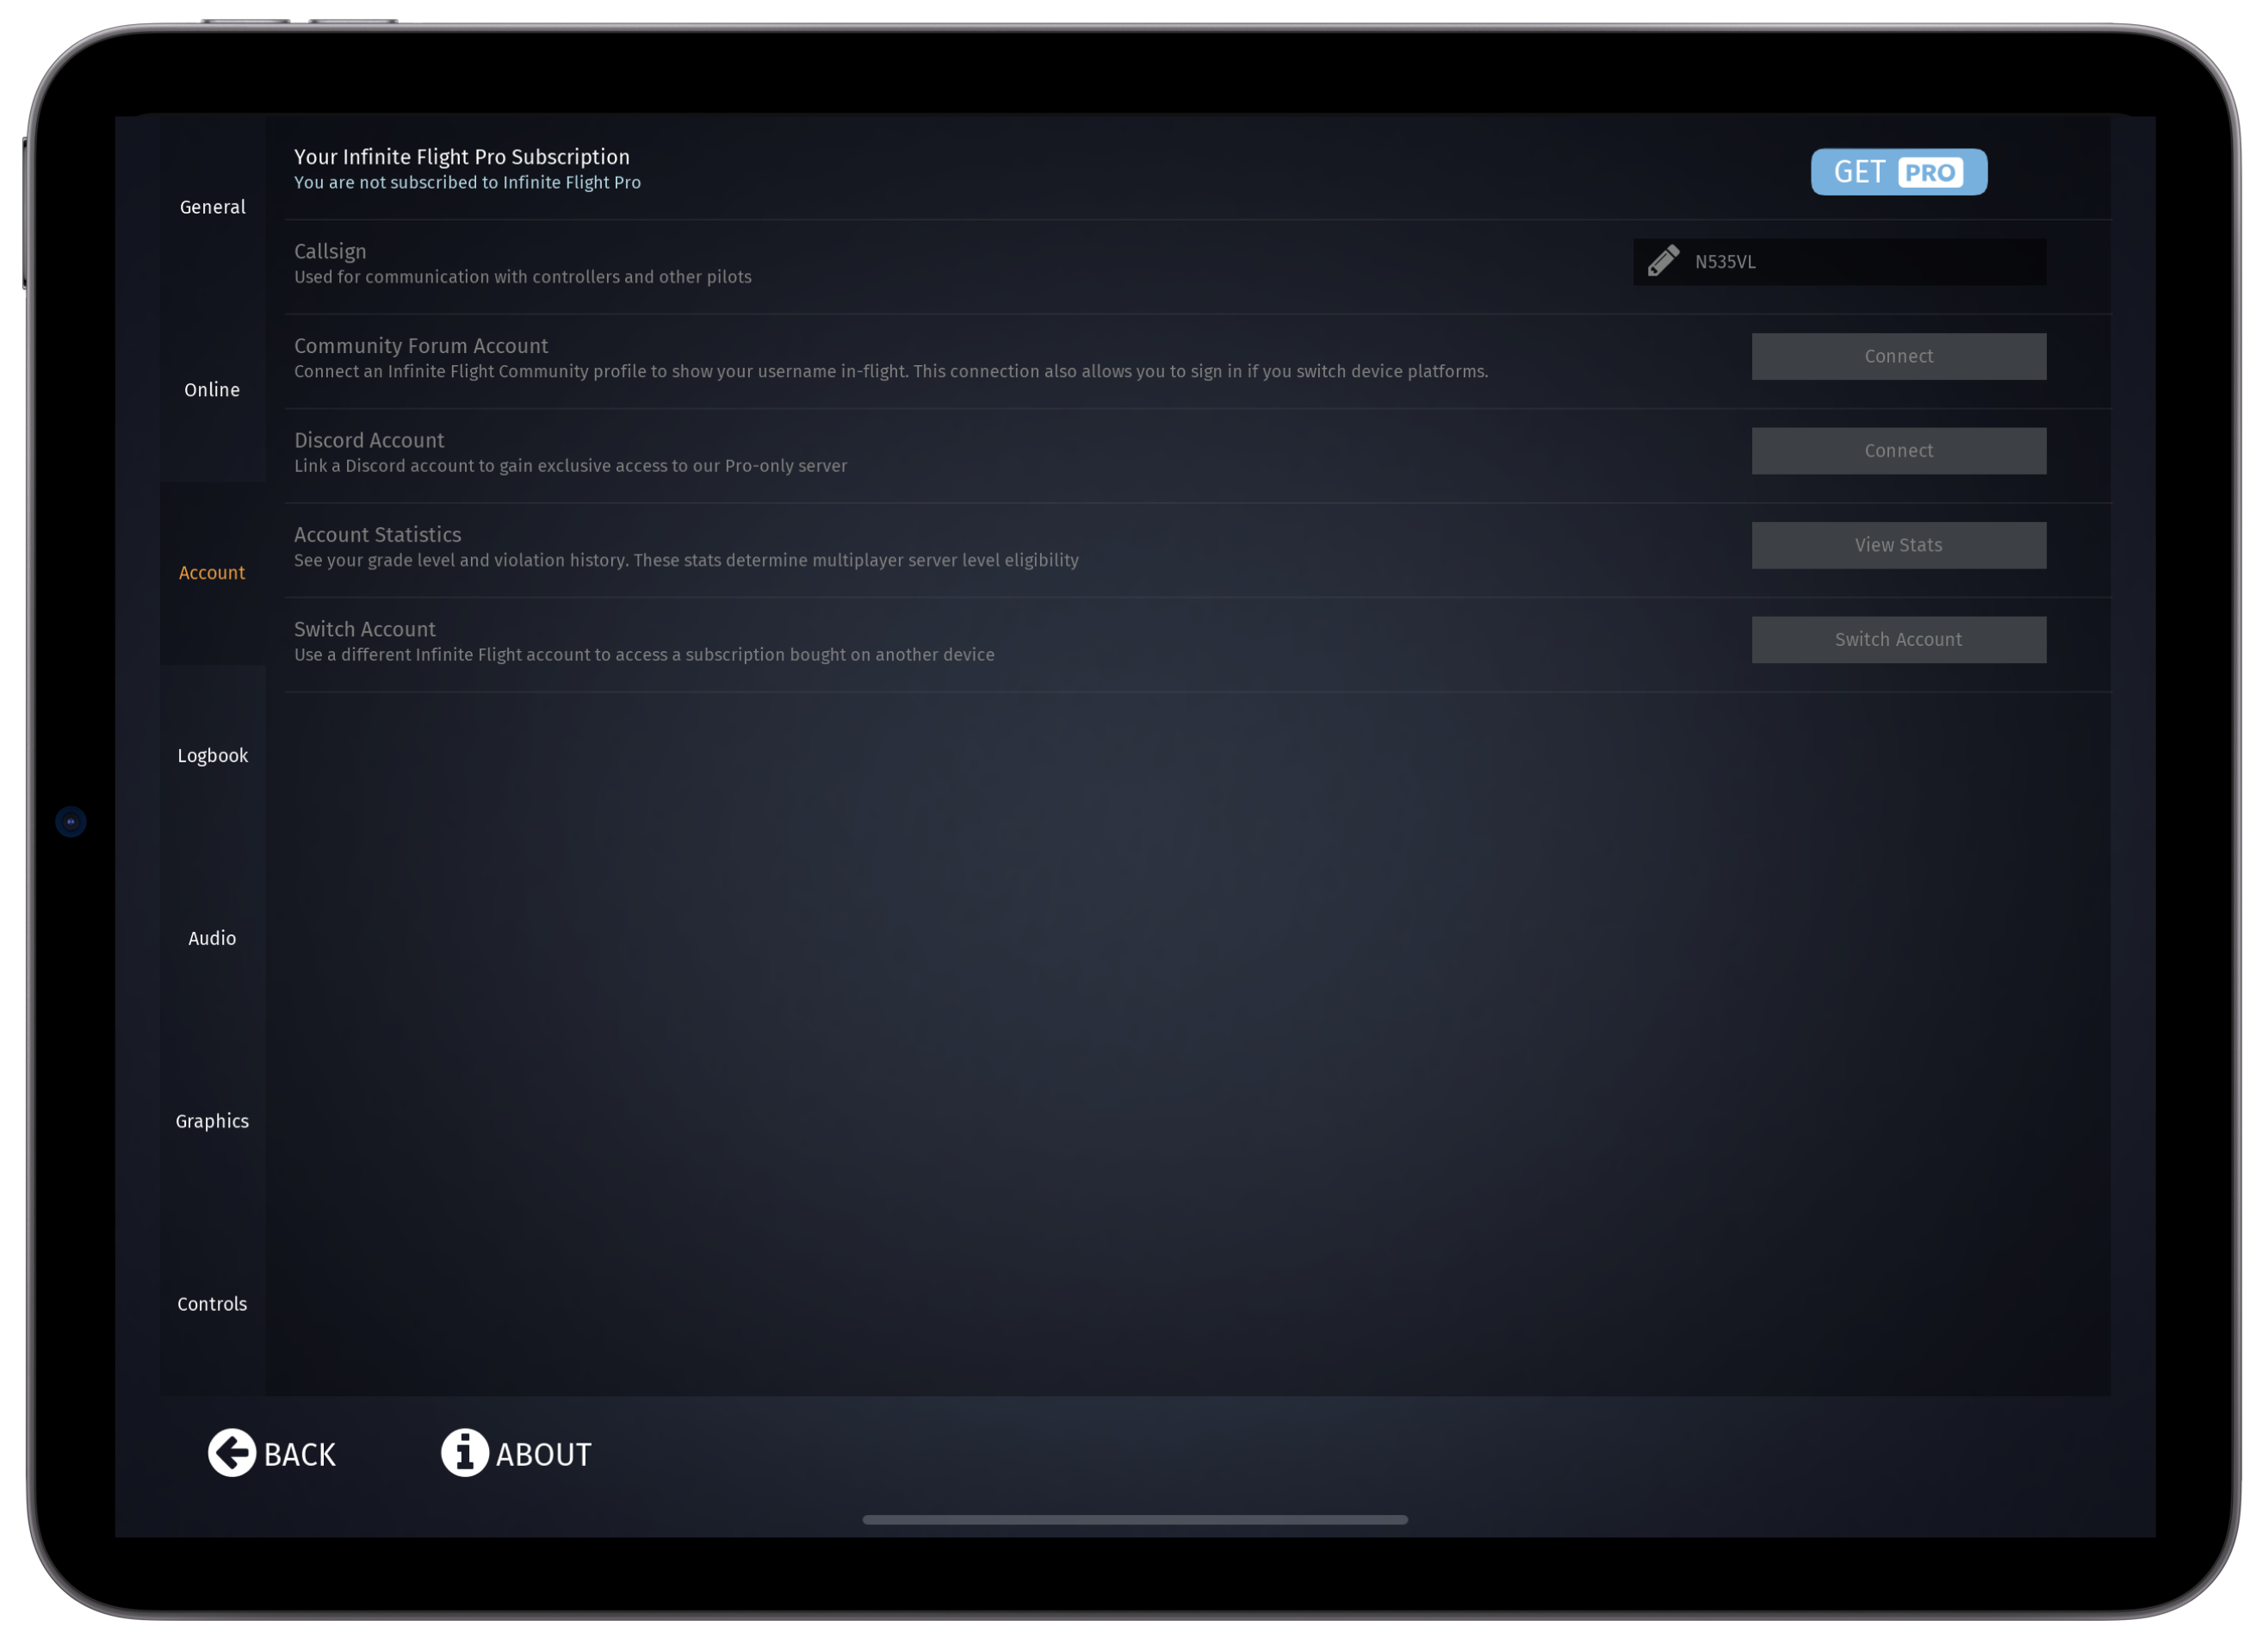 General
Online
Account
Logbook
Audio
Graphics
Controls
Your Infinite Flight Pro Subscription
You are not subscribed to Infinite Flight Pro
GET PRO
Callsign
Used for communication with controllers and other pilots
N535VL
Community Forum Account
Connect an Infinite Flight Community profile to show your username in-flight. This connection also allows you to sign in if you switch device platforms.
Connect
Discord Account
Link a Discord account to gain exclusive access to our Pro-only server
Connect
Account Statistics
See your grade level and violation history. These stats determine multiplayer server level eligibility
View Stats
Switch Account
Use a different Infinite Flight account to access a subscription bought on another device
Switch Account
BACK
ABOUT